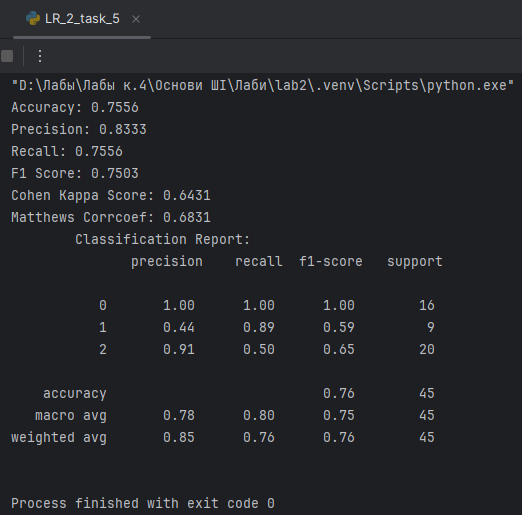 LR_2_task_5 ×
"D:\Лабы\Лабы к.4\Основи ШІ\Лаби\lab2\.venv\Scripts\python.exe"
Accuracy: 0.7556
Precision: 0.8333
Recall: 0.7556
F1 Score: 0.7503
Cohen Kappa Score: 0.6431
Matthews Corrcoef: 0.6831
        Classification Report:
               precision    recall  f1-score   support

           0       1.00      1.00      1.00        16
           1       0.44      0.89      0.59         9
           2       0.91      0.50      0.65        20

    accuracy                           0.76        45
   macro avg       0.78      0.80      0.75        45
weighted avg       0.85      0.76      0.76        45

Process finished with exit code 0